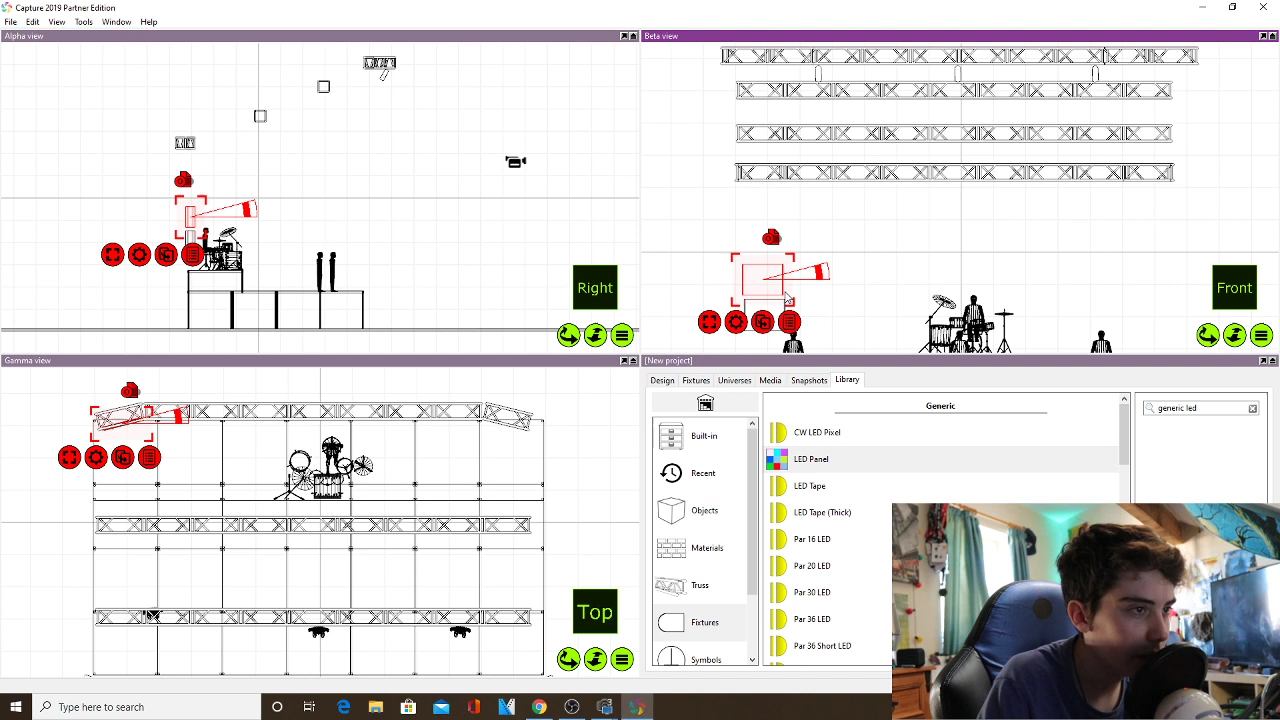 Capture 2019 Partner Edition
File Edit View Tools Window Help
Alpha view
Right
Beta view
Front
Gamma view
Top
[New project]
Design Fixtures Universes Media Snapshots Library
Built-in
Recent
Objects
Materials
Truss
Fixtures
Symbols
Generic
CW LED Pixel
LED Panel
LED Tape
LED Tape (Thick)
Par 16 LED
Par 20 LED
Par 30 LED
Par 36 LED
Par 36 Short LED
generic led
Type here to search